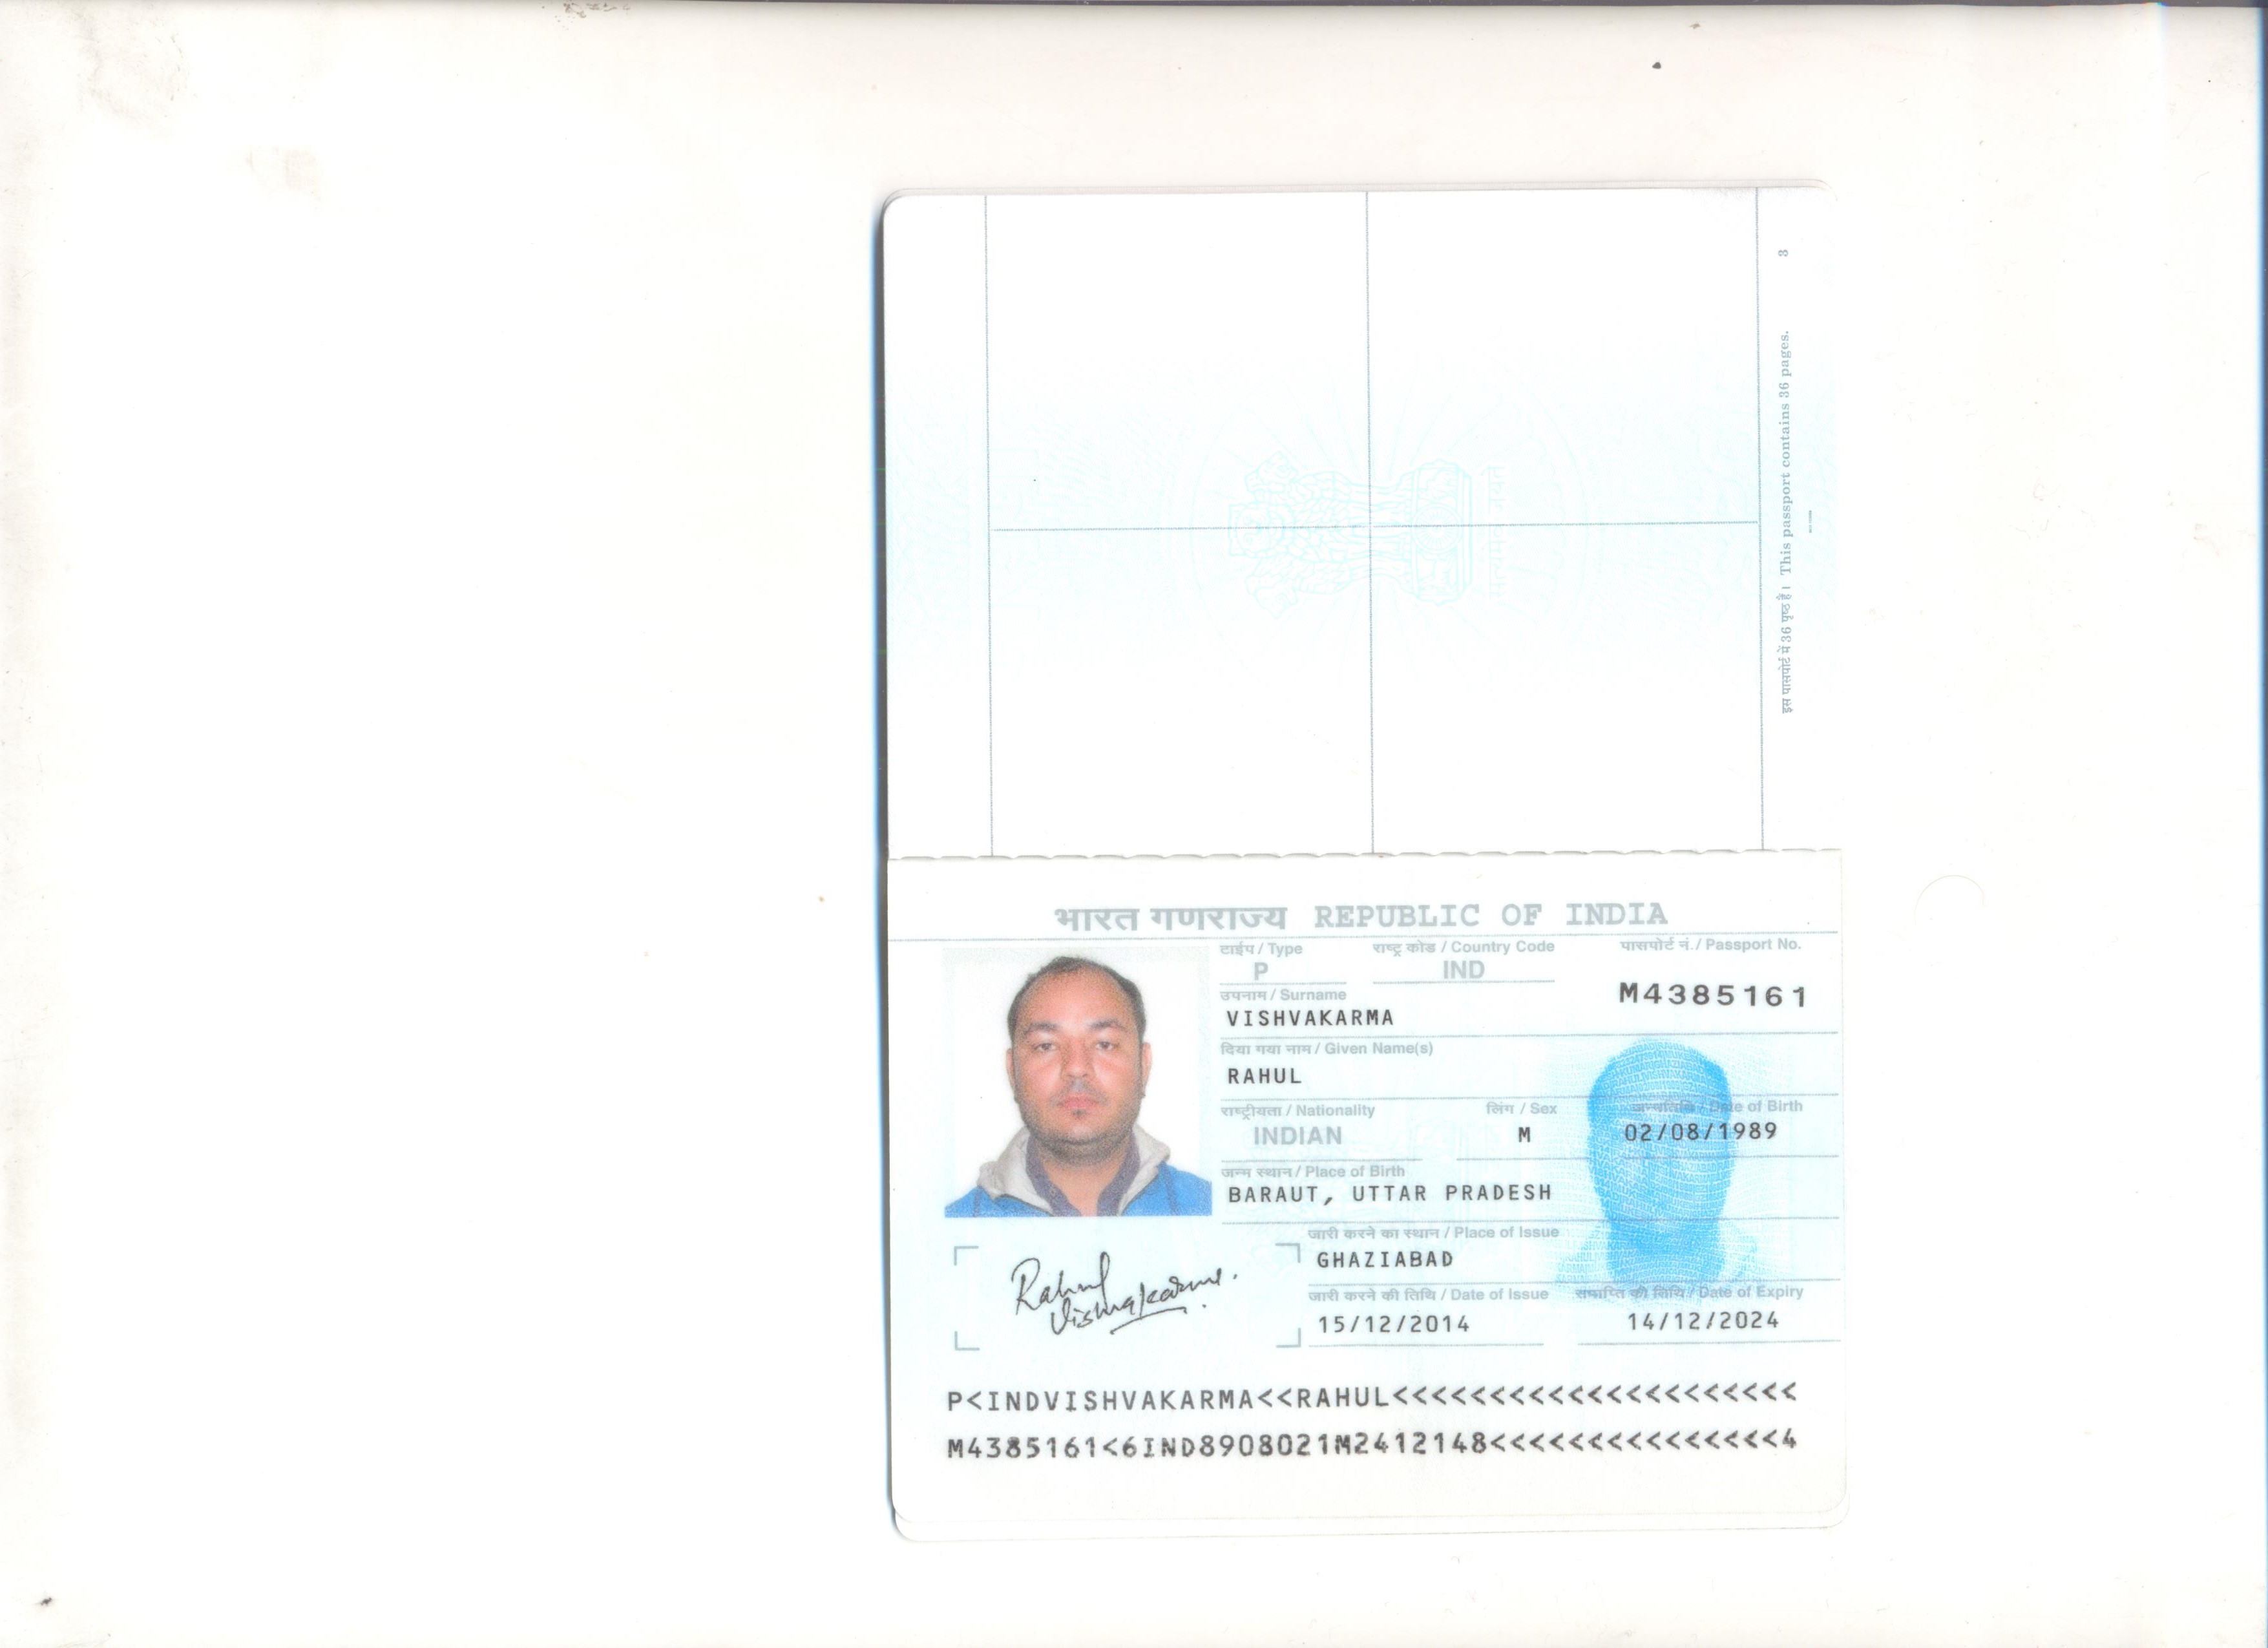 इस पासपोर्ट में 36 पृष्ठ हैं। This passport contains 36 pages. 3
भारत गणराज्य REPUBLIC OF INDIA
टाईप / Type राष्ट्र कोड / Country Code पासपोर्ट नं. / Passport No.
P IND M4385161
उपनाम / Surname
VISHVAKARMA
दिया गया नाम / Given Name(s)
RAHUL
राष्ट्रीयता / Nationality लिंग / Sex जन्मतिथि / Date of Birth
INDIAN M 02/08/1989
जन्म स्थान / Place of Birth
BARAUT, UTTAR PRADESH
जारी करने का स्थान / Place of Issue
GHAZIABAD
जारी करने की तिथि / Date of Issue समाप्ति की तिथि / Date of Expiry
15/12/2014 14/12/2024
Rahul
Vishvakarma.
P<INDVISHVAKARMA<<RAHUL<<<<<<<<<<<<<<<<<<<<<
M4385161<6IND8908021M2412148<<<<<<<<<<<<<<<4